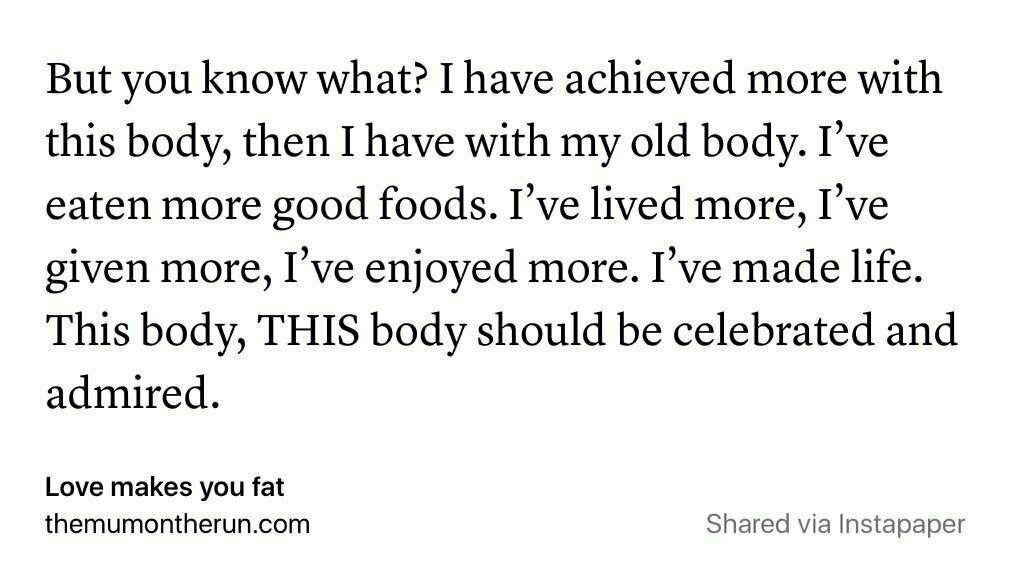 But you know what? I have achieved more with
this body, then I have with my old body. I’ve
eaten more good foods. I’ve lived more, I’ve
given more, I’ve enjoyed more. I’ve made life.
This body, THIS body should be celebrated and
admired.
Love makes you fat
themumontherun.com
Shared via Instapaper